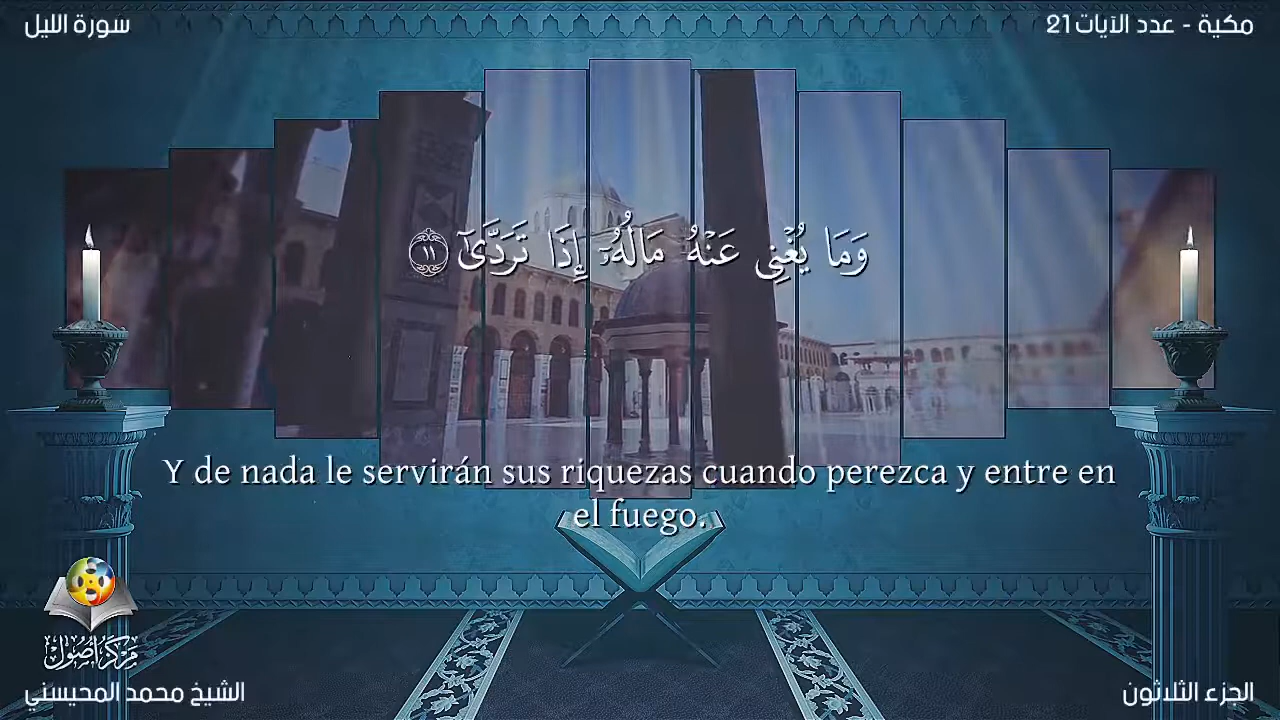 سورة الليل
مكية - عدد الآيات 21
وَمَا يُغْنِى عَنْهُ مَالُهُۥٓ إِذَا تَرَدَّىٰٓ ١١
Y de nada le servirán sus riquezas cuando perezca y entre en
el fuego.
مركز أصول
الشيخ محمد المحيسني
الجزء الثلاثون